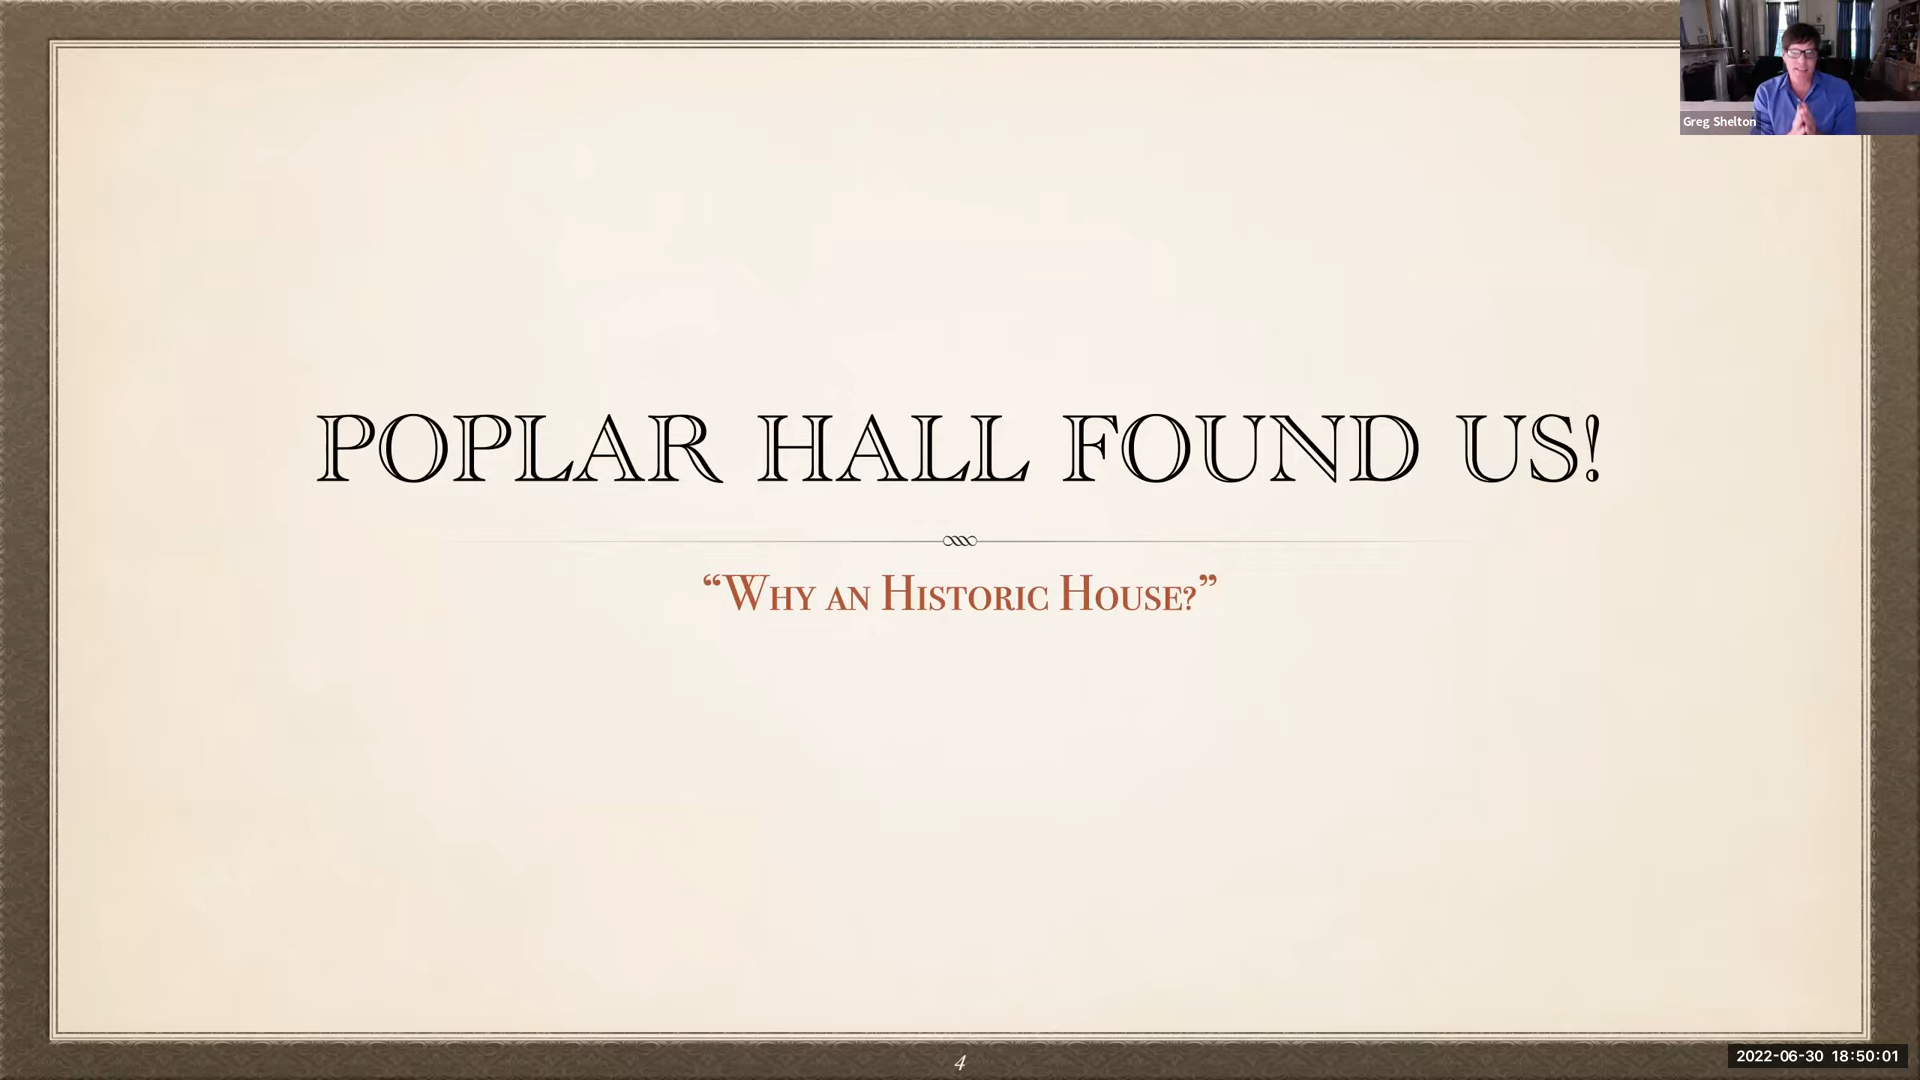 Greg Shelton
POPLAR HALL FOUND US!
“Why an Historic House?”
4
2022-06-30 18:50:01